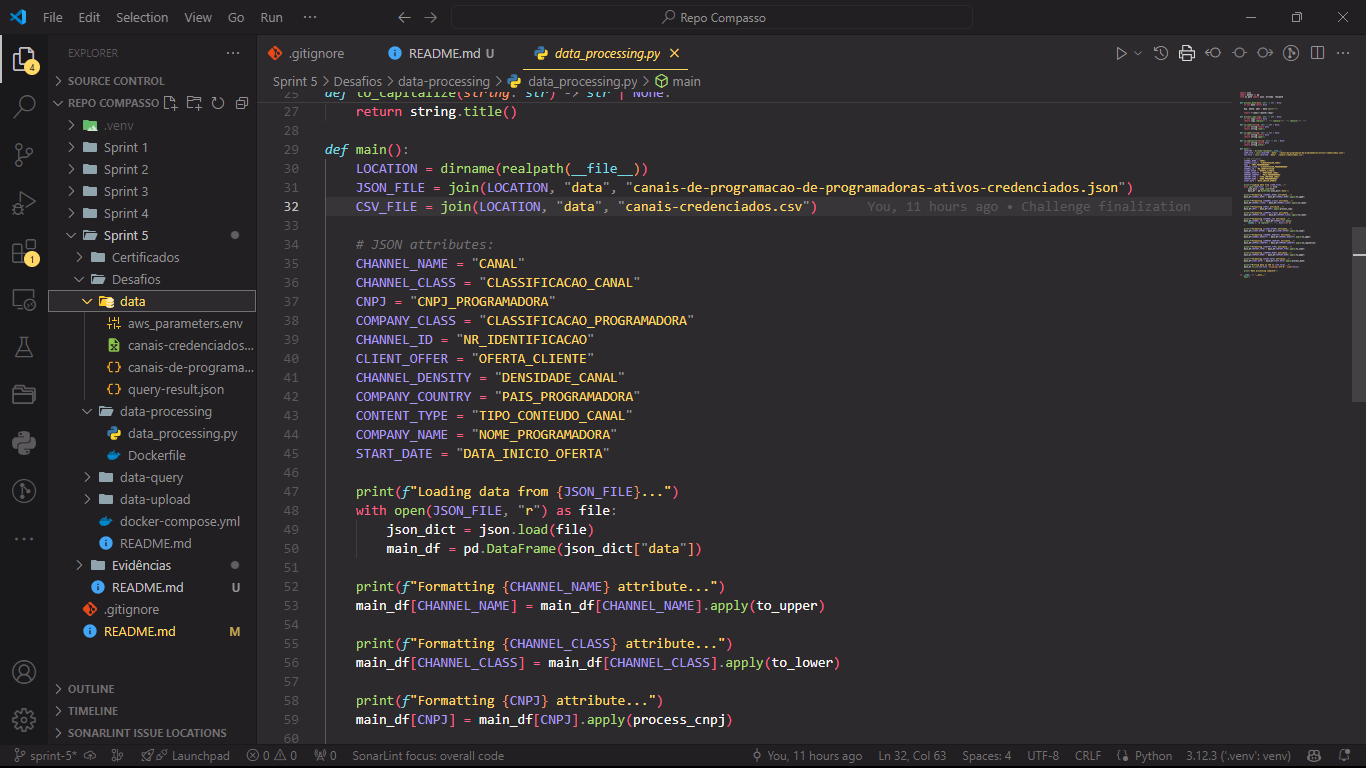 File Edit Selection View Go Run ··· Repo Compasso
EXPLORER ···
SOURCE CONTROL
REPO COMPASSO
.venv
Sprint 1
Sprint 2
Sprint 3
Sprint 4
Sprint 5
Certificados
Desafios
data
aws_parameters.env
canais-credenciados...
canais-de-programa...
query-result.json
data-processing
data_processing.py
Dockerfile
data-query
data-upload
docker-compose.yml
README.md
Evidências
README.md U
.gitignore
README.md M
OUTLINE
TIMELINE
SONARLINT ISSUE LOCATIONS
4
1
.gitignore README.md U data_processing.py
Sprint 5 > Desafios > data-processing > data_processing.py > main
25 def to_capitalize(string: str) -> str | None:
27 return string.title()
28
29 def main():
30 LOCATION = dirname(realpath(__file__))
31 JSON_FILE = join(LOCATION, "data", "canais-de-programacao-de-programadoras-ativos-credenciados.json")
32 CSV_FILE = join(LOCATION, "data", "canais-credenciados.csv") You, 11 hours ago • Challenge finalization
33
34 # JSON attributes:
35 CHANNEL_NAME = "CANAL"
36 CHANNEL_CLASS = "CLASSIFICACAO_CANAL"
37 CNPJ = "CNPJ_PROGRAMADORA"
38 COMPANY_CLASS = "CLASSIFICACAO_PROGRAMADORA"
39 CHANNEL_ID = "NR_IDENTIFICACAO"
40 CLIENT_OFFER = "OFERTA_CLIENTE"
41 CHANNEL_DENSITY = "DENSIDADE_CANAL"
42 COMPANY_COUNTRY = "PAIS_PROGRAMADORA"
43 CONTENT_TYPE = "TIPO_CONTEUDO_CANAL"
44 COMPANY_NAME = "NOME_PROGRAMADORA"
45 START_DATE = "DATA_INICIO_OFERTA"
46
47 print(f"Loading data from {JSON_FILE}...")
48 with open(JSON_FILE, "r") as file:
49 json_dict = json.load(file)
50 main_df = pd.DataFrame(json_dict["data"])
51
52 print(f"Formatting {CHANNEL_NAME} attribute...")
53 main_df[CHANNEL_NAME] = main_df[CHANNEL_NAME].apply(to_upper)
54
55 print(f"Formatting {CHANNEL_CLASS} attribute...")
56 main_df[CHANNEL_CLASS] = main_df[CHANNEL_CLASS].apply(to_lower)
57
58 print(f"Formatting {CNPJ} attribute...")
59 main_df[CNPJ] = main_df[CNPJ].apply(process_cnpj)
60
sprint-5* Launchpad 0 0 0 SonarLint focus: overall code You, 11 hours ago Ln 32, Col 63 Spaces: 4 UTF-8 CRLF Python 3.12.3 ('.venv': venv)